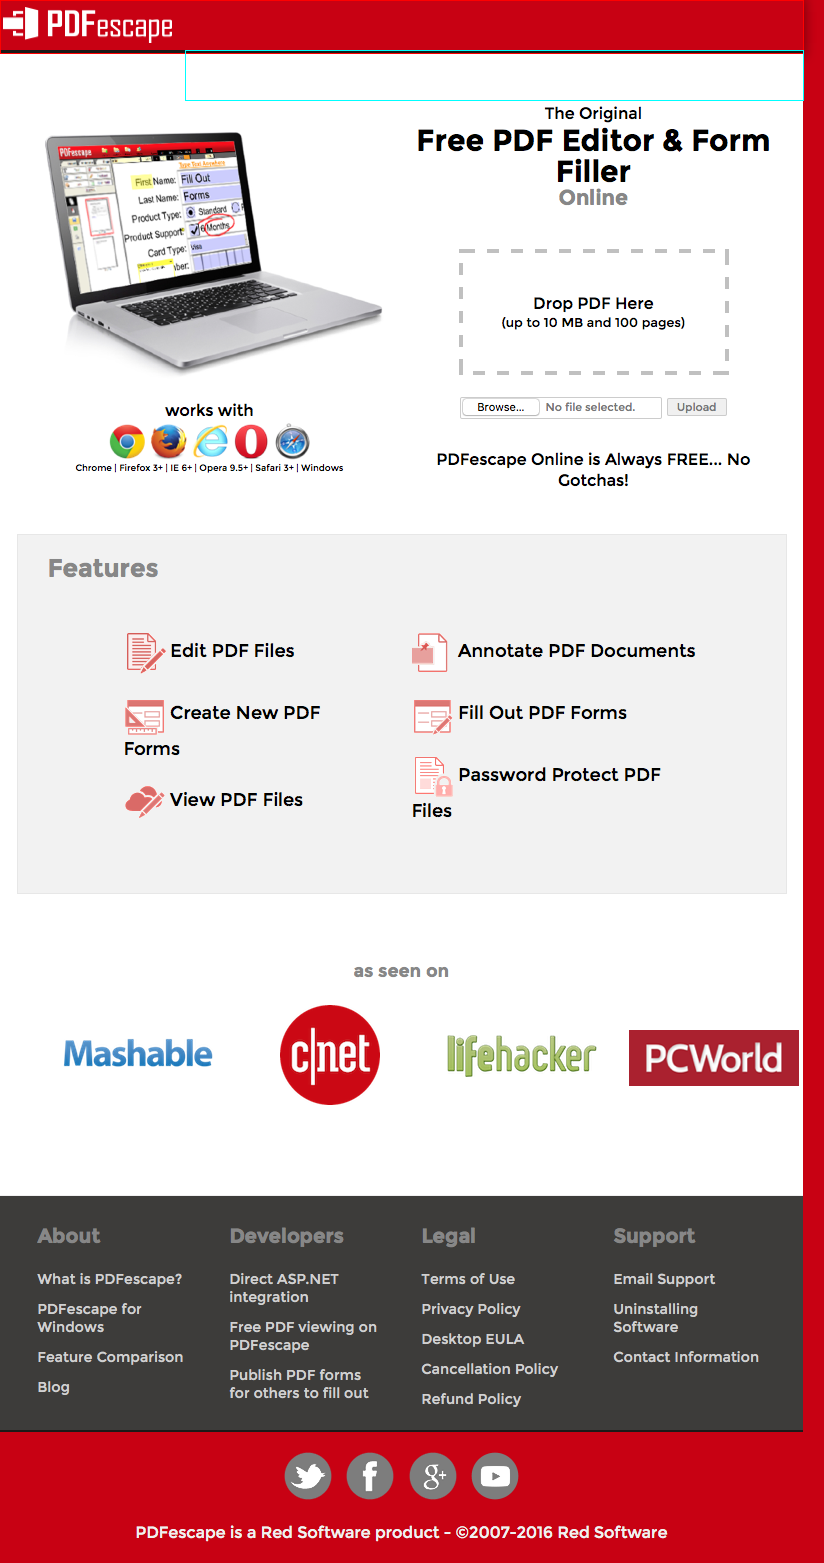 PDFescape
The Original
Free PDF Editor & Form
Filler
Online
PDFescape
Type Text Anywhere
First Name: Fill Out
Last Name: Forms
Product Type: Standard
Product Support: 6 Months
Card Type: Visa
Drop PDF Here
(up to 10 MB and 100 pages)
works with
Browse... No file selected. Upload
Chrome | Firefox 3+ | IE 6+ | Opera 9.5+ | Safari 3+ | Windows
PDFescape Online is Always FREE... No
Gotchas!
Features
Edit PDF Files
Create New PDF
Forms
View PDF Files
Annotate PDF Documents
Fill Out PDF Forms
Password Protect PDF
Files
as seen on
Mashable
c|net
lifehacker
PCWorld
About
What is PDFescape?
PDFescape for
Windows
Feature Comparison
Blog
Developers
Direct ASP.NET
integration
Free PDF viewing on
PDFescape
Publish PDF forms
for others to fill out
Legal
Terms of Use
Privacy Policy
Desktop EULA
Cancellation Policy
Refund Policy
Support
Email Support
Uninstalling
Software
Contact Information
PDFescape is a Red Software product - ©2007-2016 Red Software